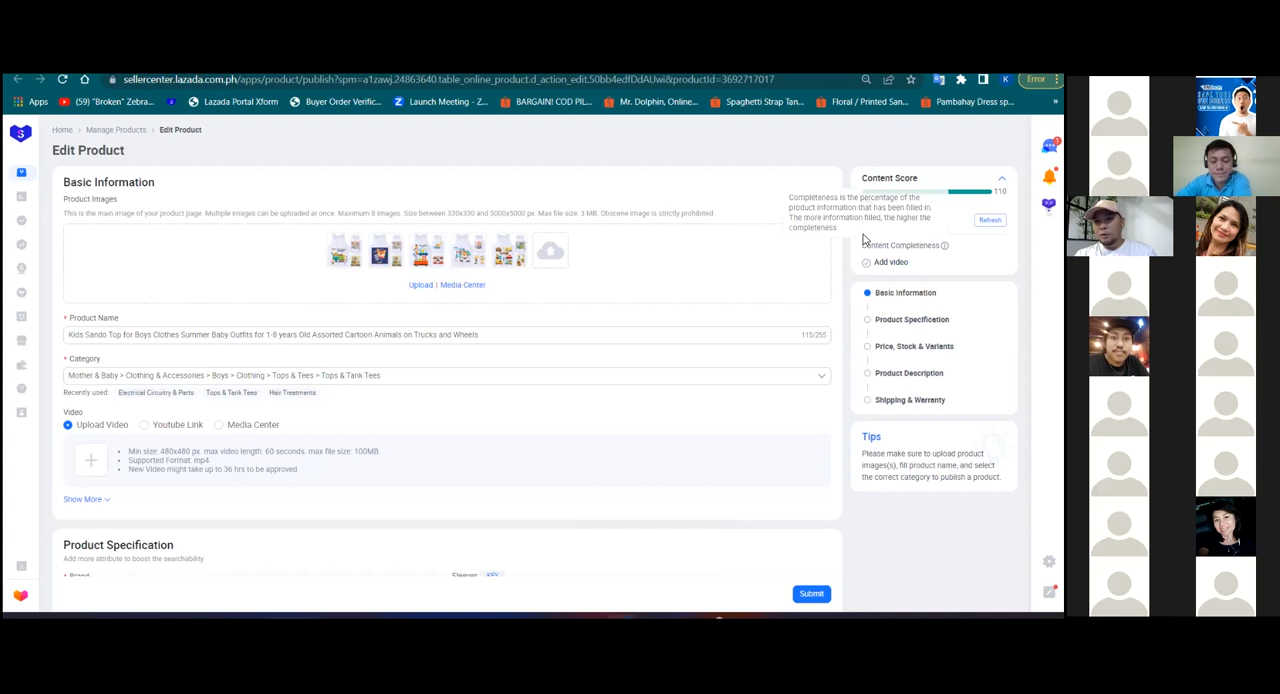 sellercenter.lazada.com.ph/apps/product/publish?spm=a1zawj.24863640.table_online_product.d_action_edit.50bb4edfDdAUwi&productId=3692717017
Error
Apps
(59) "Broken" Zebra...
Lazada Portal Xform
Buyer Order Verific...
Launch Meeting - Z...
BARGAIN! COD PIL...
Mr. Dolphin, Online...
Spaghetti Strap Tan...
Floral / Printed San...
Pambahay Dress sp...
»
Home > Manage Products > Edit Product
Edit Product
Basic Information
Product Images
This is the main image of your product page. Multiple images can be uploaded at once. Maximum 8 images. Size between 330x330 and 5000x5000 px. Max file size: 3 MB. Obscene image is strictly prohibited.
Upload | Media Center
* Product Name
Kids Sando Top for Boys Clothes Summer Baby Outfits for 1-8 years Old Assorted Cartoon Animals on Trucks and Wheels
115/255
* Category
Mother & Baby > Clothing & Accessories > Boys > Clothing > Tops & Tees > Tops & Tank Tees
Recently used: Electrical Circuitry & Parts Tops & Tank Tees Hair Treatments
Video
Upload Video Youtube Link Media Center
• Min size: 480x480 px. max video length: 60 seconds. max file size: 100MB.
• Supported Format: mp4
• New Video might take up to 36 hrs to be approved
Show More
Product Specification
Add more attribute to boost the searchability
* Brand
Sleeves KEY
Submit
Content Score
110
Completeness is the percentage of the
product information that has been filled in.
The more information filled, the higher the
completeness
Refresh
Content Completeness
Add video
Basic Information
Product Specification
Price, Stock & Variants
Product Description
Shipping & Warranty
Tips
Please make sure to upload product
images(s), fill product name, and select
the correct category to publish a product.
K
1